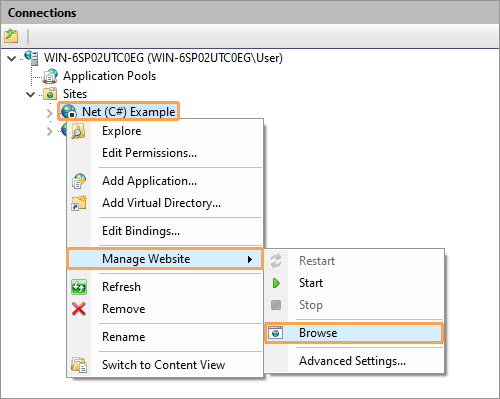 Connections
WIN-6SP02UTC0EG (WIN-6SP02UTC0EG\User)
Application Pools
Sites
Net (C#) Example
Explore
Edit Permissions...
Add Application...
Add Virtual Directory...
Edit Bindings...
Manage Website
Restart
Start
Stop
Browse
Advanced Settings...
Refresh
Remove
Rename
Switch to Content View